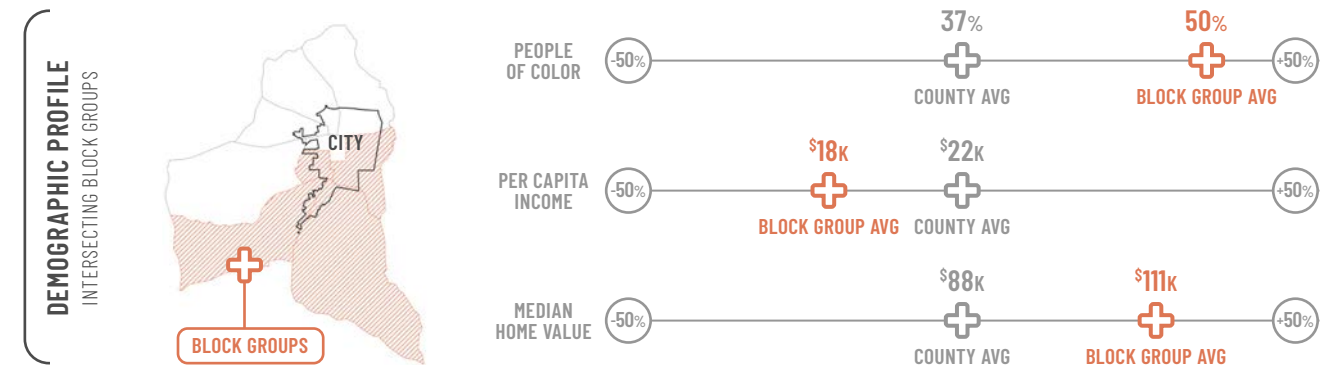 DEMOGRAPHIC PROFILE
INTERSECTING BLOCK GROUPS
CITY
BLOCK GROUPS
PEOPLE
OF COLOR
-50%
37%
COUNTY AVG
50%
BLOCK GROUP AVG
+50%
PER CAPITA
INCOME
-50%
$18K
BLOCK GROUP AVG
$22K
COUNTY AVG
+50%
MEDIAN
HOME VALUE
-50%
$88K
COUNTY AVG
$111K
BLOCK GROUP AVG
+50%